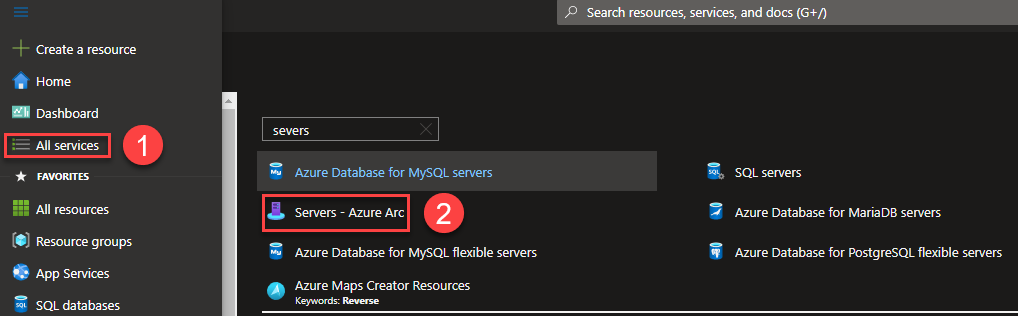 Search resources, services, and docs (G+/)
Create a resource
Home
Dashboard
All services
1
FAVORITES
All resources
Resource groups
App Services
SQL databases
severs
Azure Database for MySQL servers
SQL servers
Servers - Azure Arc
2
Azure Database for MariaDB servers
Azure Database for MySQL flexible servers
Azure Database for PostgreSQL servers
Azure Maps Creator Resources
Keywords: Reverse